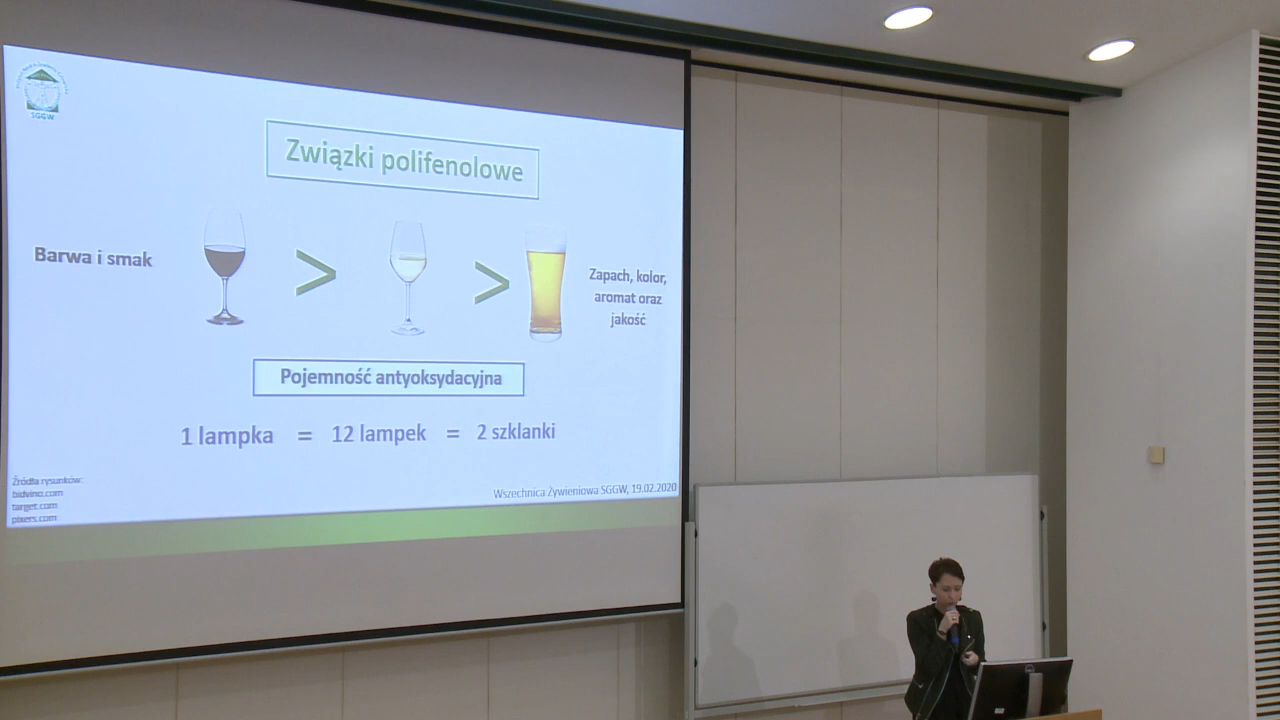 SGGW
Związki polifenolowe
Barwa i smak
>
>
Zapach, kolor,
aromat oraz
jakość
Pojemność antyoksydacyjna
1 lampka = 12 lampek = 2 szklanki
Źródła rysunków:
bidvino.com
target.com
pixers.com
Wszechnica Żywieniowa SGGW, 19.02.2020